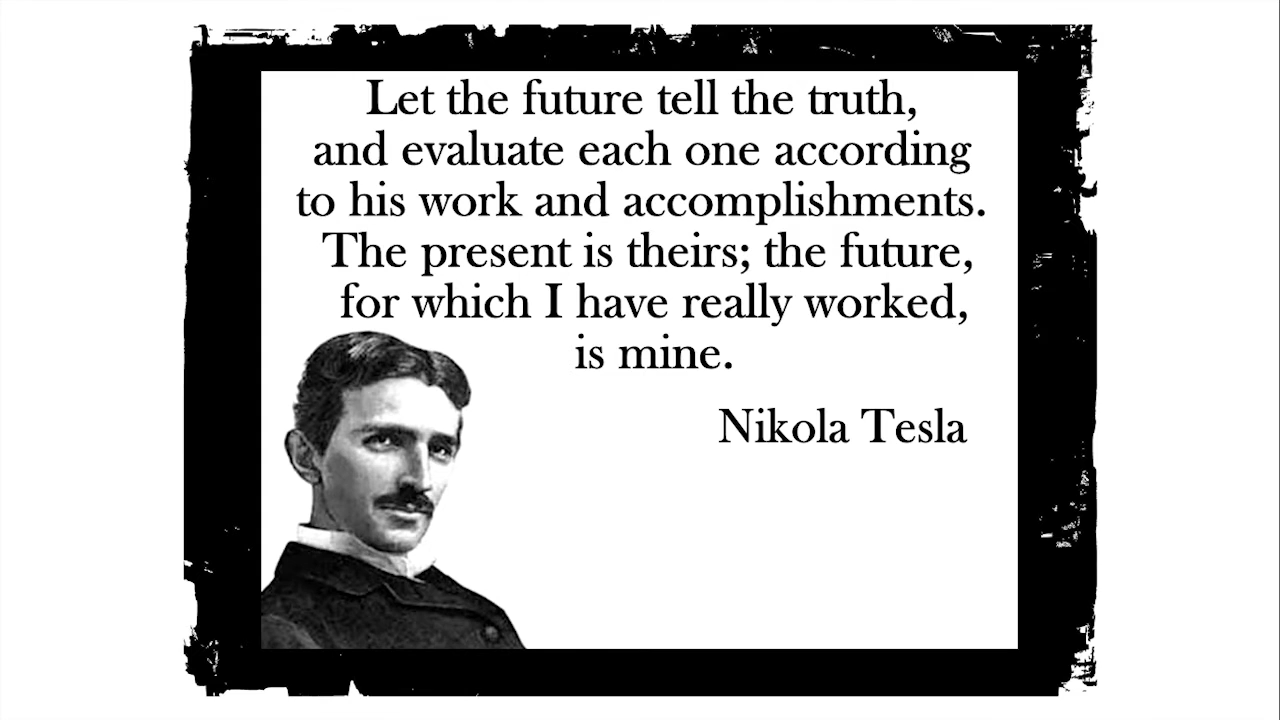 Let the future tell the truth,
and evaluate each one according
to his work and accomplishments.
The present is theirs; the future,
for which I have really worked,
is mine.
Nikola Tesla